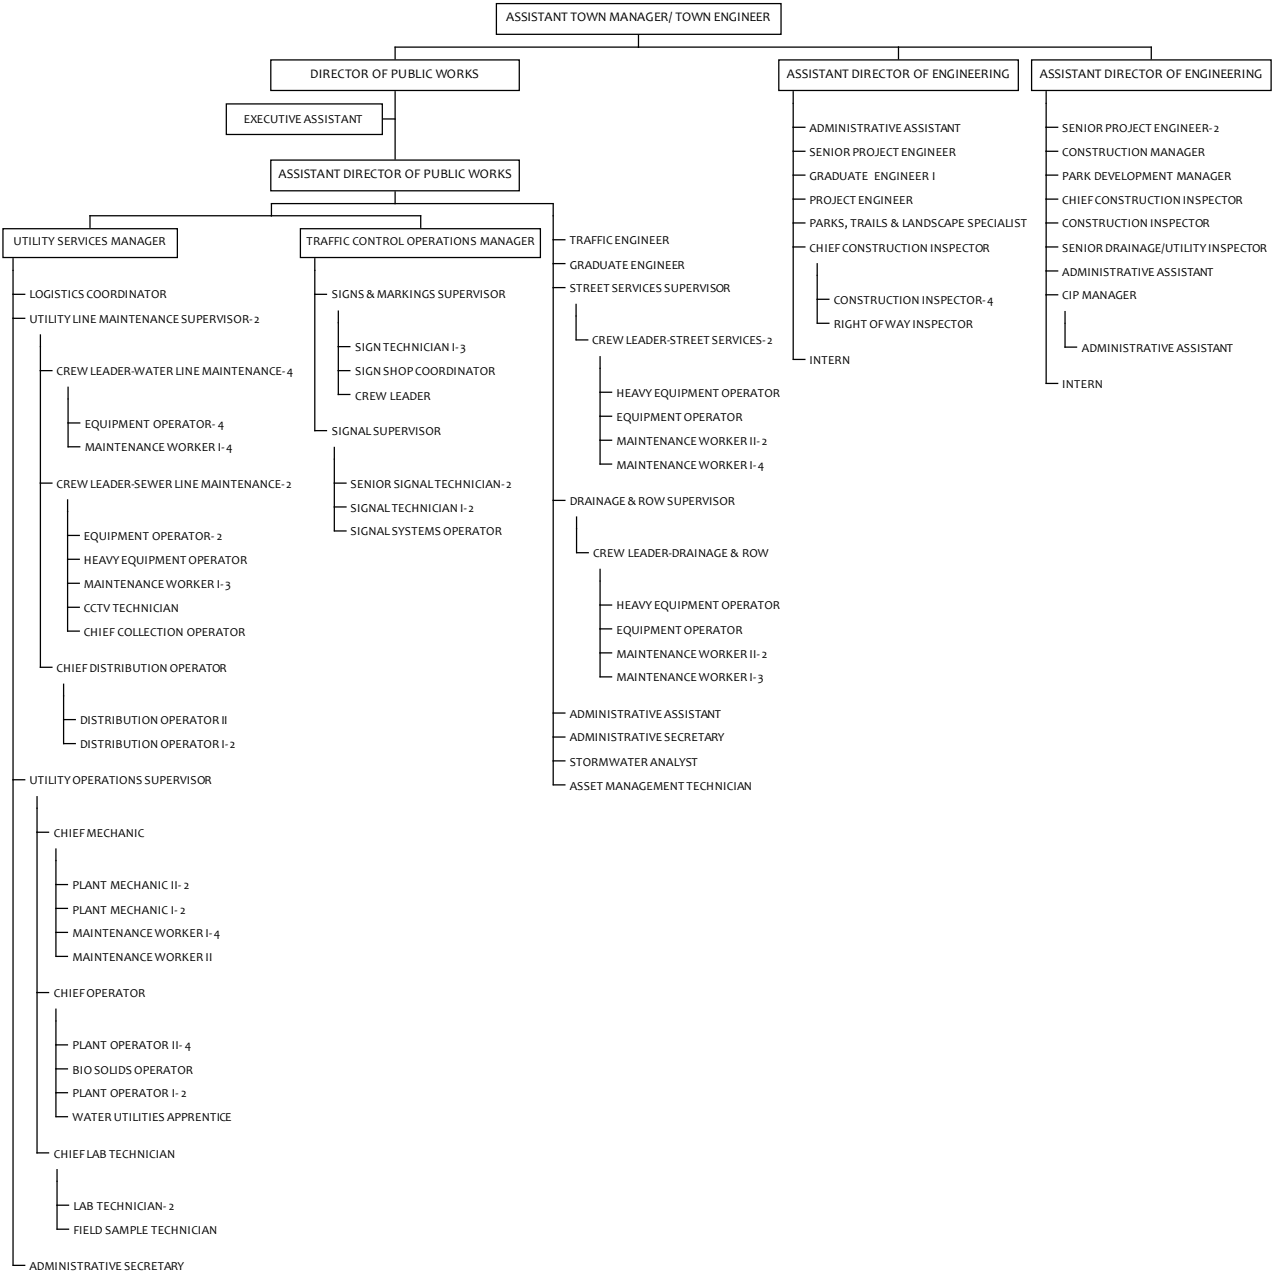 ASSISTANT TOWN MANAGER/ TOWN ENGINEER
DIRECTOR OF PUBLIC WORKS
EXECUTIVE ASSISTANT
ASSISTANT DIRECTOR OF PUBLIC WORKS
UTILITY SERVICES MANAGER
LOGISTICS COORDINATOR
UTILITY LINE MAINTENANCE SUPERVISOR-2
CREW LEADER-WATER LINE MAINTENANCE-4
EQUIPMENT OPERATOR-4
MAINTENANCE WORKER I-4
CREW LEADER-SEWER LINE MAINTENANCE-2
EQUIPMENT OPERATOR-2
HEAVY EQUIPMENT OPERATOR
MAINTENANCE WORKER I-3
CCTV TECHNICIAN
CHIEF COLLECTION OPERATOR
CHIEF DISTRIBUTION OPERATOR
DISTRIBUTION OPERATOR II
DISTRIBUTION OPERATOR I-2
UTILITY OPERATIONS SUPERVISOR
CHIEF MECHANIC
PLANT MECHANIC II-2
PLANT MECHANIC I-2
MAINTENANCE WORKER I-4
MAINTENANCE WORKER II
CHIEF OPERATOR
PLANT OPERATOR II-4
BIO SOLIDS OPERATOR
PLANT OPERATOR I-2
WATER UTILITIES APPRENTICE
CHIEF LAB TECHNICIAN
LAB TECHNICIAN-2
FIELD SAMPLE TECHNICIAN
ADMINISTRATIVE SECRETARY
TRAFFIC CONTROL OPERATIONS MANAGER
SIGNS & MARKINGS SUPERVISOR
SIGN TECHNICIAN I-3
SIGN SHOP COORDINATOR
CREW LEADER
SIGNAL SUPERVISOR
SENIOR SIGNAL TECHNICIAN-2
SIGNAL TECHNICIAN I-2
SIGNAL SYSTEMS OPERATOR
TRAFFIC ENGINEER
GRADUATE ENGINEER
STREET SERVICES SUPERVISOR
CREW LEADER-STREET SERVICES-2
HEAVY EQUIPMENT OPERATOR
EQUIPMENT OPERATOR
MAINTENANCE WORKER II-2
MAINTENANCE WORKER I-4
DRAINAGE & ROW SUPERVISOR
CREW LEADER-DRAINAGE & ROW
HEAVY EQUIPMENT OPERATOR
EQUIPMENT OPERATOR
MAINTENANCE WORKER II-2
MAINTENANCE WORKER I-3
ADMINISTRATIVE ASSISTANT
ADMINISTRATIVE SECRETARY
STORMWATER ANALYST
ASSET MANAGEMENT TECHNICIAN
ASSISTANT DIRECTOR OF ENGINEERING
ADMINISTRATIVE ASSISTANT
SENIOR PROJECT ENGINEER
GRADUATE ENGINEER I
PROJECT ENGINEER
PARKS, TRAILS & LANDSCAPE SPECIALIST
CHIEF CONSTRUCTION INSPECTOR
CONSTRUCTION INSPECTOR-4
RIGHT OF WAY INSPECTOR
INTERN
ASSISTANT DIRECTOR OF ENGINEERING
SENIOR PROJECT ENGINEER-2
CONSTRUCTION MANAGER
PARK DEVELOPMENT MANAGER
CHIEF CONSTRUCTION INSPECTOR
CONSTRUCTION INSPECTOR
SENIOR DRAINAGE/UTILITY INSPECTOR
ADMINISTRATIVE ASSISTANT
CIP MANAGER
ADMINISTRATIVE ASSISTANT
INTERN